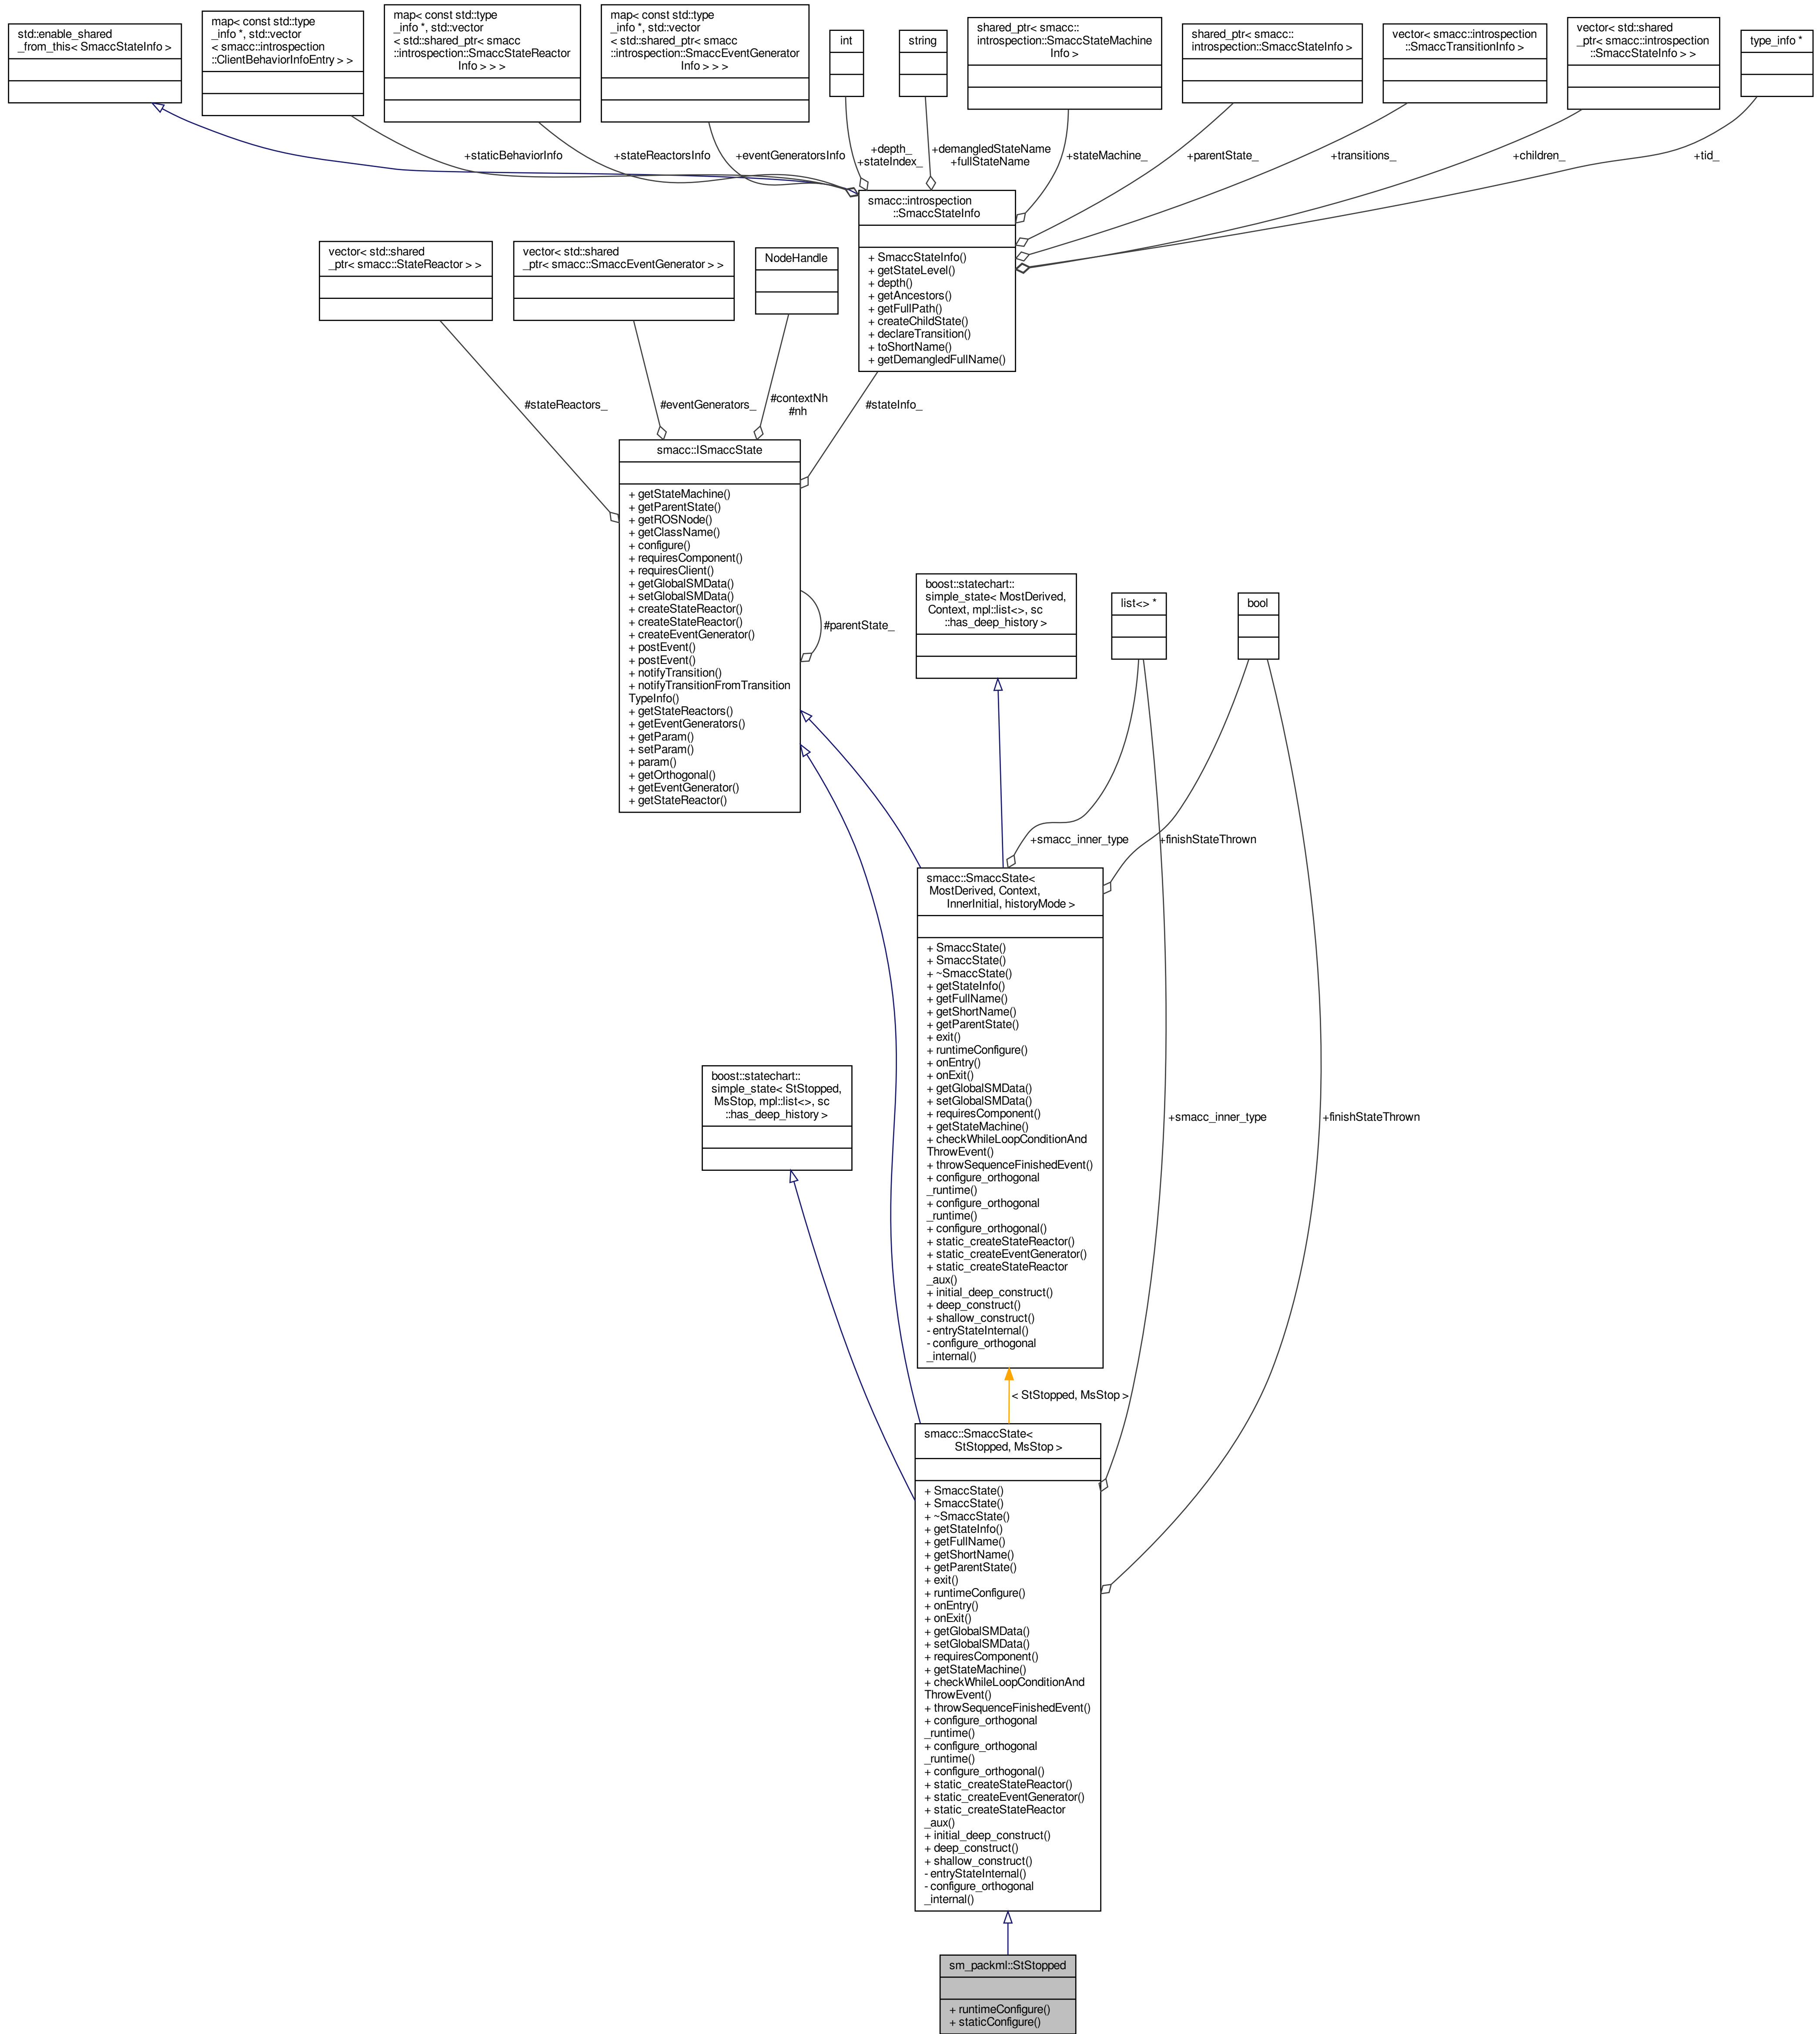 std::enable_shared
_from_this< SmaccStateInfo >
map< const std::type
_info *, std::vector
< smacc::introspection
::ClientBehaviorInfoEntry > >
map< const std::type
_info *, std::vector
< std::shared_ptr< smacc
::introspection::SmaccStateReactor
Info > > >
map< const std::type
_info *, std::vector
< std::shared_ptr< smacc
::introspection::SmaccEventGenerator
Info > > >
int
string
shared_ptr< smacc::
introspection::SmaccStateMachine
Info >
shared_ptr< smacc::
introspection::SmaccStateInfo >
vector< smacc::introspection
::SmaccTransitionInfo >
vector< std::shared
_ptr< smacc::introspection
::SmaccStateInfo > >
type_info *
+staticBehaviorInfo
+stateReactorsInfo
+eventGeneratorsInfo
+depth_
+stateIndex_
+demangledStateName
+fullStateName
+stateMachine_
+parentState_
+transitions_
+children_
+tid_
smacc::introspection
::SmaccStateInfo
+ SmaccStateInfo()
+ getStateLevel()
+ depth()
+ getAncestors()
+ getFullPath()
+ createChildState()
+ declareTransition()
+ toShortName()
+ getDemangledFullName()
vector< std::shared
_ptr< smacc::StateReactor > >
vector< std::shared
_ptr< smacc::SmaccEventGenerator > >
NodeHandle
#stateReactors_
#eventGenerators_
#contextNh
#nh
#stateInfo_
smacc::ISmaccState
+ getStateMachine()
+ getParentState()
+ getROSNode()
+ getClassName()
+ configure()
+ requiresComponent()
+ requiresClient()
+ getGlobalSMData()
+ setGlobalSMData()
+ createStateReactor()
+ createStateReactor()
+ createEventGenerator()
+ postEvent()
+ postEvent()
+ notifyTransition()
+ notifyTransitionFromTransition
TypeInfo()
+ getStateReactors()
+ getEventGenerators()
+ getParam()
+ setParam()
+ param()
+ getOrthogonal()
+ getEventGenerator()
+ getStateReactor()
#parentState_
boost::statechart::
simple_state< MostDerived,
Context, mpl::list<>, sc
::has_deep_history >
list<> *
bool
+smacc_inner_type
+finishStateThrown
smacc::SmaccState<
MostDerived, Context,
InnerInitial, historyMode >
+ SmaccState()
+ SmaccState()
+ ~SmaccState()
+ getStateInfo()
+ getFullName()
+ getShortName()
+ getParentState()
+ exit()
+ runtimeConfigure()
+ onEntry()
+ onExit()
+ getGlobalSMData()
+ setGlobalSMData()
+ requiresComponent()
+ getStateMachine()
+ checkWhileLoopConditionAnd
ThrowEvent()
+ throwSequenceFinishedEvent()
+ configure_orthogonal
_runtime()
+ configure_orthogonal
_runtime()
+ configure_orthogonal()
+ static_createStateReactor()
+ static_createEventGenerator()
+ static_createStateReactor
_aux()
+ initial_deep_construct()
+ deep_construct()
+ shallow_construct()
- entryStateInternal()
- configure_orthogonal
_internal()
boost::statechart::
simple_state< StStopped,
MsStop, mpl::list<>, sc
::has_deep_history >
+smacc_inner_type
+finishStateThrown
< StStopped, MsStop >
smacc::SmaccState<
StStopped, MsStop >
+ SmaccState()
+ SmaccState()
+ ~SmaccState()
+ getStateInfo()
+ getFullName()
+ getShortName()
+ getParentState()
+ exit()
+ runtimeConfigure()
+ onEntry()
+ onExit()
+ getGlobalSMData()
+ setGlobalSMData()
+ requiresComponent()
+ getStateMachine()
+ checkWhileLoopConditionAnd
ThrowEvent()
+ throwSequenceFinishedEvent()
+ configure_orthogonal
_runtime()
+ configure_orthogonal
_runtime()
+ configure_orthogonal()
+ static_createStateReactor()
+ static_createEventGenerator()
+ static_createStateReactor
_aux()
+ initial_deep_construct()
+ deep_construct()
+ shallow_construct()
- entryStateInternal()
- configure_orthogonal
_internal()
sm_packml::StStopped
+ runtimeConfigure()
+ staticConfigure()